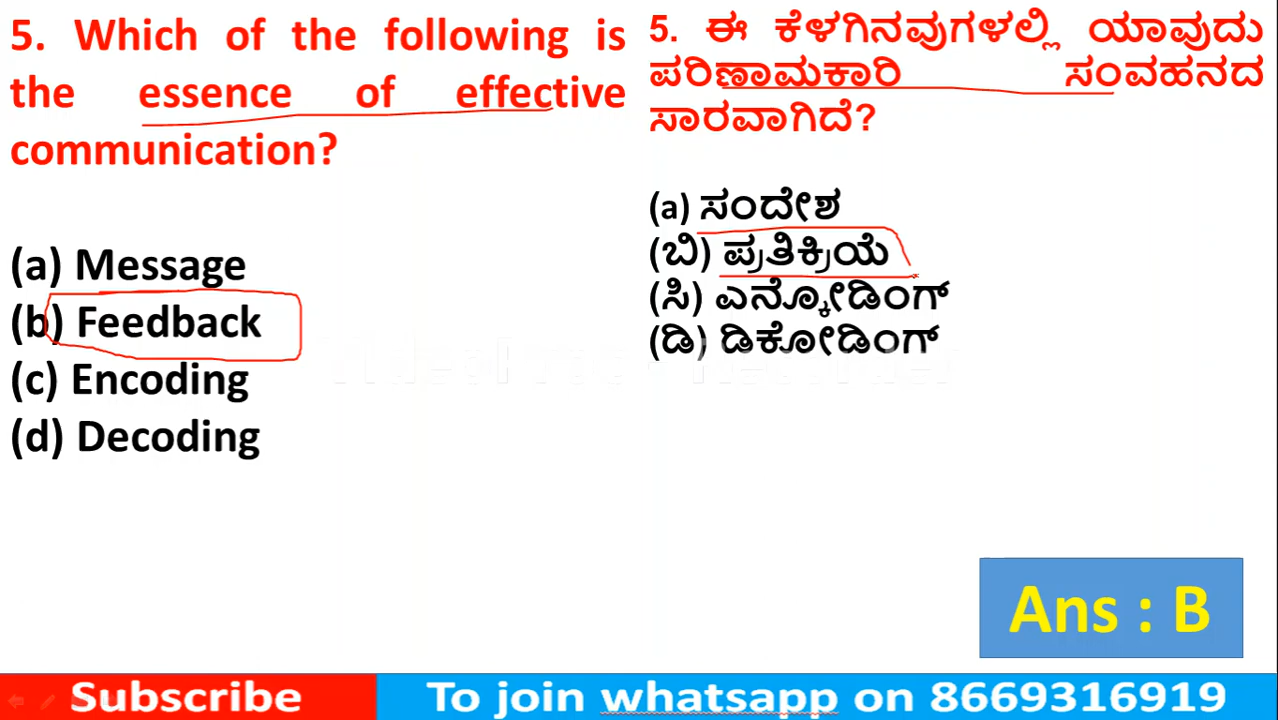 5. Which of the following is
the essence of effective
communication?
(a) Message
(b) Feedback
(c) Encoding
(d) Decoding
5. ಈ ಕೆಳಗಿನವುಗಳಲ್ಲಿ ಯಾವುದು
ಪರಿಣಾಮಕಾರಿ ಸಂವಹನದ
ಸಾರವಾಗಿದೆ?
(a) ಸಂದೇಶ
(ಬಿ) ಪ್ರತಿಕ್ರಿಯೆ
(ಸಿ) ಎನ್ಕೋಡಿಂಗ್
(ಡಿ) ಡಿಕೋಡಿಂಗ್
Ans : B
Subscribe
To join whatsapp on 8669316919